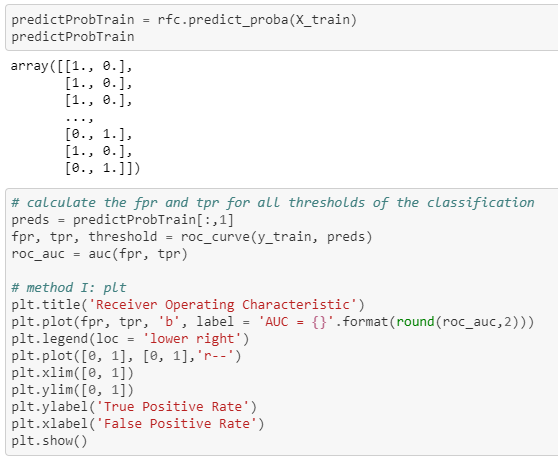 predictProbTrain = rfc.predict_proba(X_train)
predictProbTrain
array([[1., 0.],
       [1., 0.],
       [1., 0.],
       ...,
       [0., 1.],
       [1., 0.],
       [0., 1.]])
# calculate the fpr and tpr for all thresholds of the classification
preds = predictProbTrain[:,1]
fpr, tpr, threshold = roc_curve(y_train, preds)
roc_auc = auc(fpr, tpr)

# method I: plt
plt.title('Receiver Operating Characteristic')
plt.plot(fpr, tpr, 'b', label = 'AUC = {}'.format(round(roc_auc,2)))
plt.legend(loc = 'lower right')
plt.plot([0, 1], [0, 1],'r--')
plt.xlim([0, 1])
plt.ylim([0, 1])
plt.ylabel('True Positive Rate')
plt.xlabel('False Positive Rate')
plt.show()